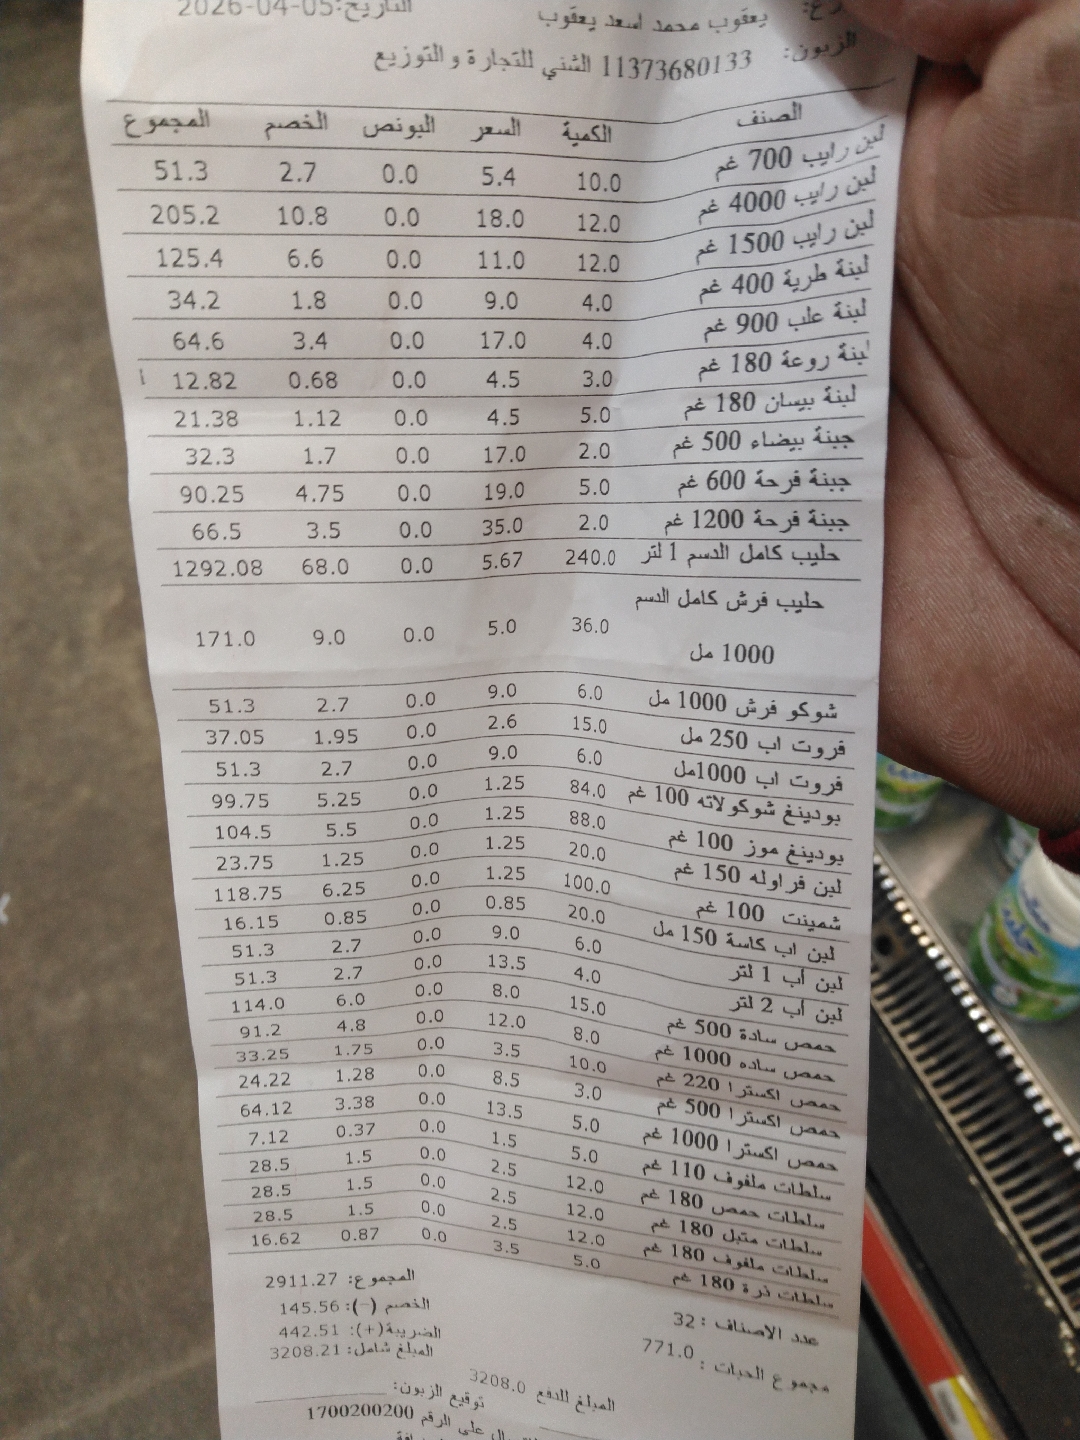 يعقوب محمد اسعد يعقوب التاريخ:2026-04-05
الزبون: 11373680133 الشني للتجارة و التوزيع
الصنف الكمية السعر البونص الخصم المجموع
لبن رايب 700 غم 10.0 5.4 0.0 2.7 51.3
لبن رايب 4000 غم 12.0 18.0 0.0 10.8 205.2
لبن رايب 1500 غم 12.0 11.0 0.0 6.6 125.4
لبنة طرية 400 غم 4.0 9.0 0.0 1.8 34.2
لبنة علب 900 غم 4.0 17.0 0.0 3.4 64.6
لبنة روعة 180 غم 3.0 4.5 0.0 0.68 12.82
لبنة بيسان 180 غم 5.0 4.5 0.0 1.12 21.38
جبنة بيضاء 500 غم 2.0 17.0 0.0 1.7 32.3
جبنة فرحة 600 غم 5.0 19.0 0.0 4.75 90.25
جبنة فرحة 1200 غم 2.0 35.0 0.0 3.5 66.5
حليب كامل الدسم 1 لتر 240.0 5.67 0.0 68.0 1292.08
حليب فرش كامل الدسم
1000 مل 36.0 5.0 0.0 9.0 171.0
شوكو فرش 1000 مل 6.0 9.0 0.0 2.7 51.3
فروت اب 250 مل 15.0 2.6 0.0 1.95 37.05
فروت اب 1000مل 6.0 9.0 0.0 2.7 51.3
بودينغ شوكولاته 100 غم 84.0 1.25 0.0 5.25 99.75
بودينغ موز 100 غم 88.0 1.25 0.0 5.5 104.5
لبن فراوله 150 غم 20.0 1.25 0.0 1.25 23.75
شمينت 100 غم 100.0 1.25 0.0 6.25 118.75
لبن اب كاسة 150 مل 20.0 0.85 0.0 0.85 16.15
لبن أب 1 لتر 6.0 9.0 0.0 2.7 51.3
لبن أب 2 لتر 4.0 13.5 0.0 2.7 51.3
حمص سادة 500 غم 15.0 8.0 0.0 6.0 114.0
حمص ساده 1000 غم 8.0 12.0 0.0 4.8 91.2
حمص اكسترا 220 غم 10.0 3.5 0.0 1.75 33.25
حمص اكسترا 500 غم 3.0 8.5 0.0 1.28 24.22
حمص اكسترا 1000 غم 5.0 13.5 0.0 3.38 64.12
سلطات ملفوف 110 غم 5.0 1.5 0.0 0.37 7.12
سلطات حمص 180 غم 12.0 2.5 0.0 1.5 28.5
سلطات متبل 180 غم 12.0 2.5 0.0 1.5 28.5
سلطات ملفوف 180 غم 12.0 2.5 0.0 1.5 28.5
سلطات ذرة 180 غم 5.0 3.5 0.0 0.87 16.62
المجموع: 2911.27
الخصم (-): 145.56
عدد الاصناف : 32
الضريبة(+): 442.51
مجموع الحبات : 771.0
المبلغ شامل: 3208.21
المبلغ للدفع 3208.0
توقيع الزبون:
على الرقم 1700200200